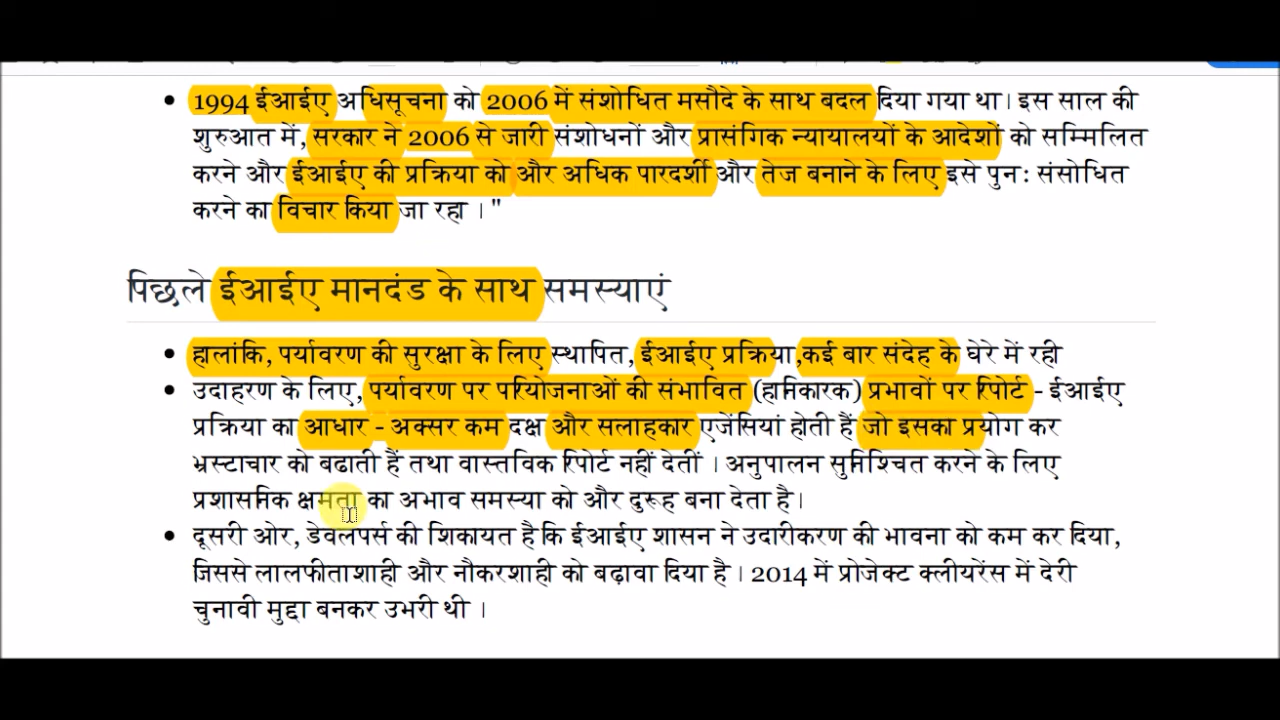 1994 ईआईए अधिसूचना को 2006 में संशोधित मसौदे के साथ बदल दिया गया था। इस साल की
शुरुआत में, सरकार ने 2006 से जारी संशोधनों और प्रासंगिक न्यायालयों के आदेशों को सम्मिलित
करने और ईआईए की प्रक्रिया को और अधिक पारदर्शी और तेज बनाने के लिए इसे पुनः संसोधित
करने का विचार किया जा रहा । "
पिछले ईआईए मानदंड के साथ समस्याएं
हालांकि, पर्यावरण की सुरक्षा के लिए स्थापित, ईआईए प्रक्रिया,कई बार संदेह के घेरे में रही
उदाहरण के लिए, पर्यावरण पर परियोजनाओं की संभावित (हानिकारक) प्रभावों पर रिपोर्ट - ईआईए
प्रक्रिया का आधार - अक्सर कम दक्ष और सलाहकार एजेंसियां होती हैं जो इसका प्रयोग कर
भ्रस्टाचार को बढाती हैं तथा वास्तविक रिपोर्ट नहीं देतीं । अनुपालन सुनिश्चित करने के लिए
प्रशासनिक क्षमता का अभाव समस्या को और दुरूह बना देता है।
दूसरी ओर, डेवलपर्स की शिकायत है कि ईआईए शासन ने उदारीकरण की भावना को कम कर दिया,
जिससे लालफीताशाही और नौकरशाही को बढ़ावा दिया है । 2014 में प्रोजेक्ट क्लीयरेंस में देरी
चुनावी मुद्दा बनकर उभरी थी ।